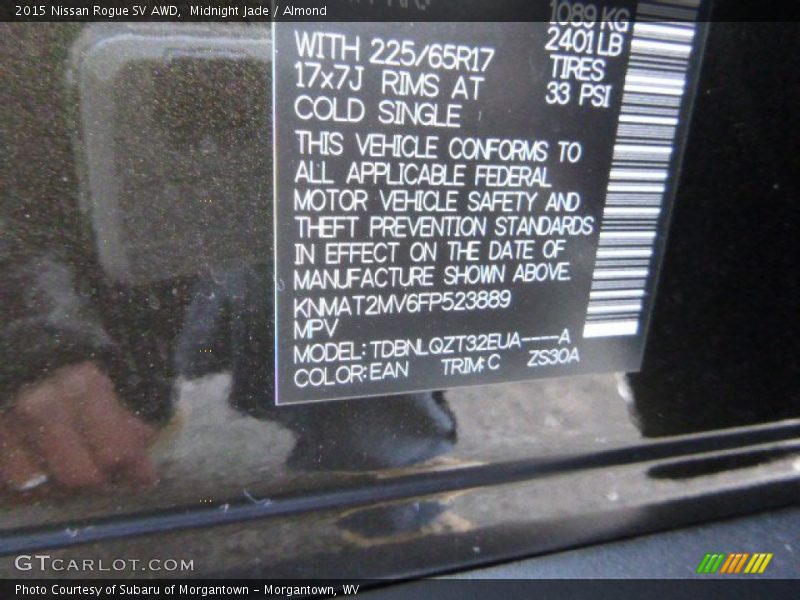 2015 Nissan Rogue SV AWD, Midnight Jade / Almond
1089 KG
WITH 225/65R17 2401 LB
17x7J RIMS AT TIRES
COLD SINGLE 33 PSI
THIS VEHICLE CONFORMS TO
ALL APPLICABLE FEDERAL
MOTOR VEHICLE SAFETY AND
THEFT PREVENTION STANDARDS
IN EFFECT ON THE DATE OF
MANUFACTURE SHOWN ABOVE.
KNMAT2MV6FP523889
MPV
MODEL:TDBNLQZT32EUA----A
COLOR:EAN TRIM:C ZS30A
GTCARLOT.COM
Photo Courtesy of Subaru of Morgantown - Morgantown, WV